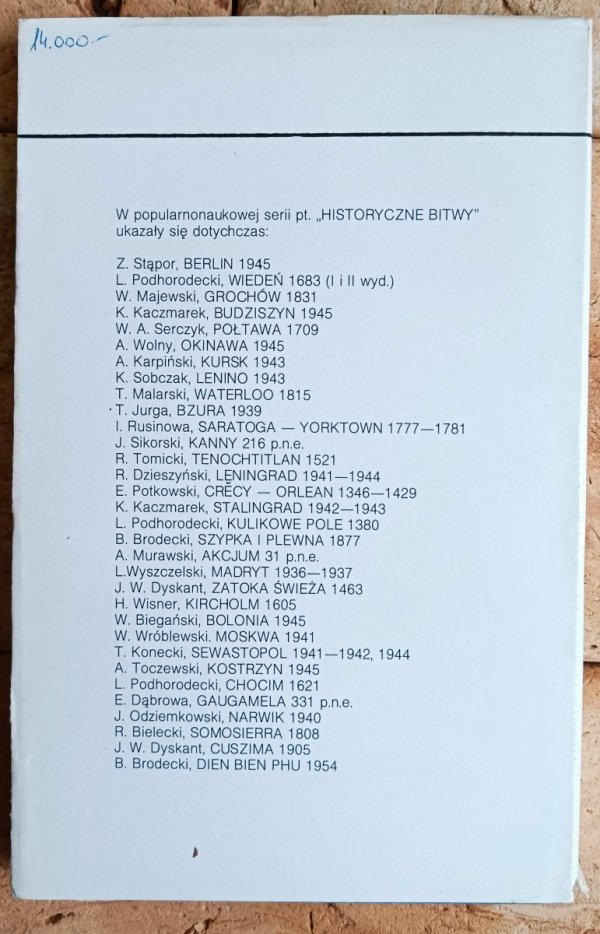 14.000.-
W popularnonaukowej serii pt. „HISTORYCZNE BITWY”
ukazały się dotychczas:
Z. Stąpor, BERLIN 1945
L. Podhorodecki, WIEDEŃ 1683 (I i II wyd.)
W. Majewski, GROCHÓW 1831
K. Kaczmarek, BUDZISZYN 1945
W. A. Serczyk, POŁTAWA 1709
A. Wolny, OKINAWA 1945
A. Karpiński, KURSK 1943
K. Sobczak, LENINO 1943
T. Malarski, WATERLOO 1815
T. Jurga, BZURA 1939
I. Rusinowa, SARATOGA — YORKTOWN 1777—1781
J. Sikorski, KANNY 216 p.n.e.
R. Tomicki, TENOCHTITLAN 1521
R. Dzieszyński, LENINGRAD 1941—1944
E. Potkowski, CRÉCY — ORLEAN 1346—1429
K. Kaczmarek, STALINGRAD 1942—1943
L. Podhorodecki, KULIKOWE POLE 1380
B. Brodecki, SZYPKA I PLEWNA 1877
A. Murawski, AKCJUM 31 p.n.e.
L.Wyszczelski, MADRYT 1936—1937
J. W. Dyskant, ZATOKA ŚWIEŻA 1463
H. Wisner, KIRCHOLM 1605
W. Biegański, BOLONIA 1945
W. Wróblewski. MOSKWA 1941
T. Konecki, SEWASTOPOL 1941—1942, 1944
A. Toczewski, KOSTRZYN 1945
L. Podhorodecki, CHOCIM 1621
E. Dąbrowa, GAUGAMELA 331 p.n.e.
J. Odziemkowski, NARWIK 1940
R. Bielecki, SOMOSIERRA 1808
J. W. Dyskant, CUSZIMA 1905
B. Brodecki, DIEN BIEN PHU 1954